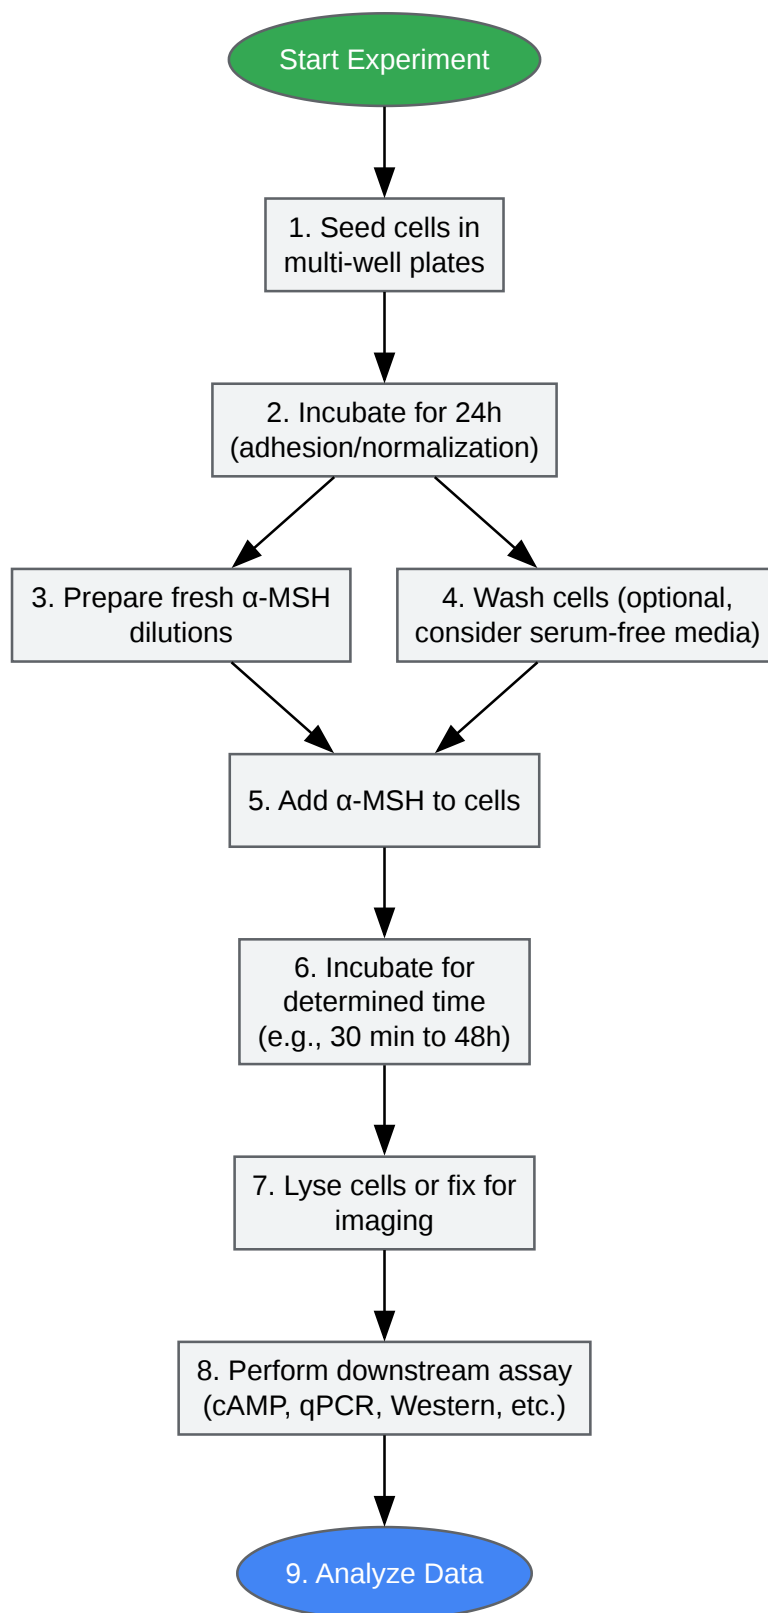 Start Experiment
1. Seed cells in
multi-well plates
2. Incubate for 24h
(adhesion/normalization)
3. Prepare fresh α-MSH
dilutions
4. Wash cells (optional,
consider serum-free media)
5. Add α-MSH to cells
6. Incubate for
determined time
(e.g., 30 min to 48h)
7. Lyse cells or fix for
imaging
8. Perform downstream assay
(cAMP, qPCR, Western, etc.)
9. Analyze Data